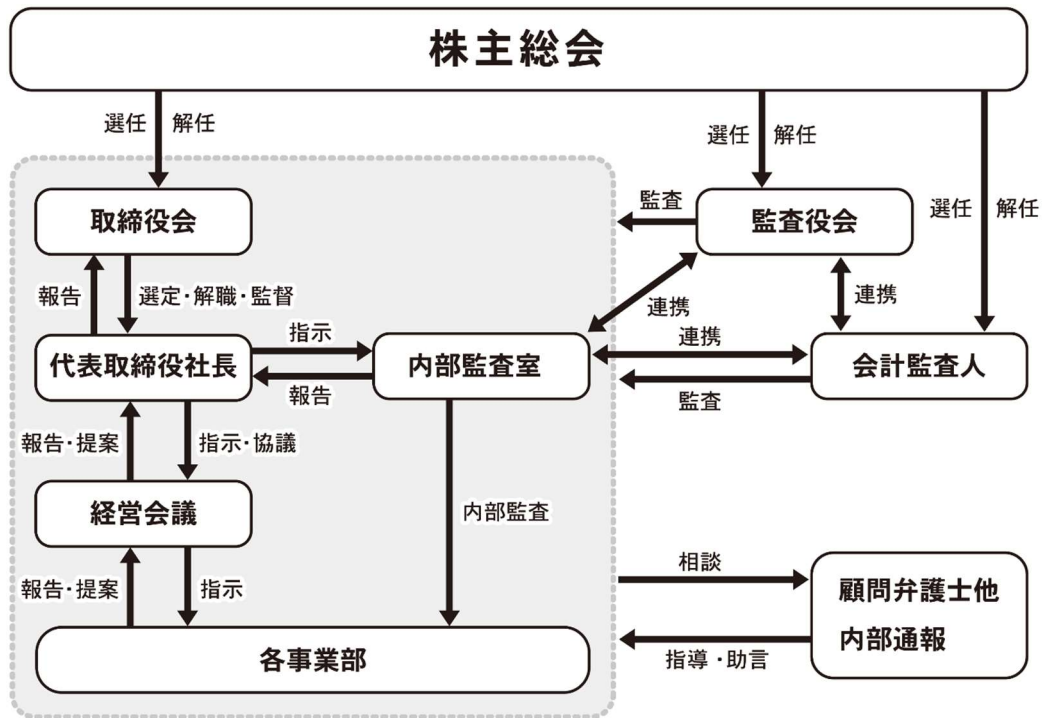 株主総会
選任 解任
選任 解任
選任 解任
取締役会
監査
監査役会
報告
選定・解職・監督
連携
連携
代表取締役社長
指示
報告
内部監査室
連携
監査
会計監査人
報告・提案
指示・協議
経営会議
内部監査
報告・提案
指示
相談
指導・助言
顧問弁護士他
内部通報
各事業部